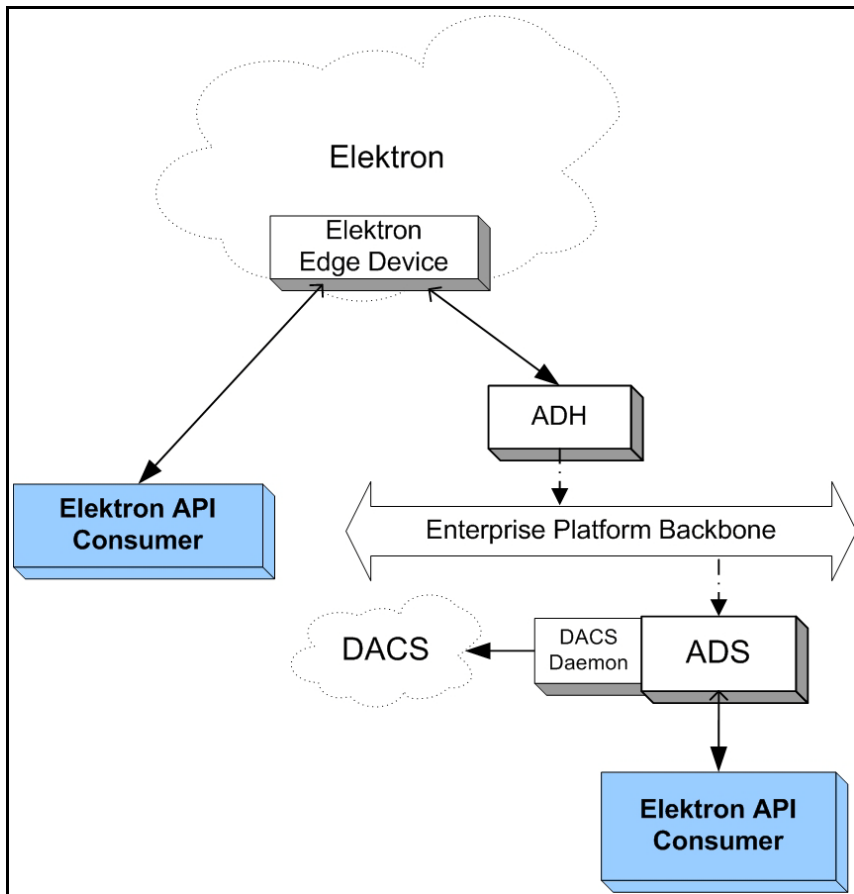 Elektron
Elektron
Edge Device
ADH
Elektron API
Consumer
Enterprise Platform Backbone
DACS
DACS
Daemon
ADS
Elektron API
Consumer